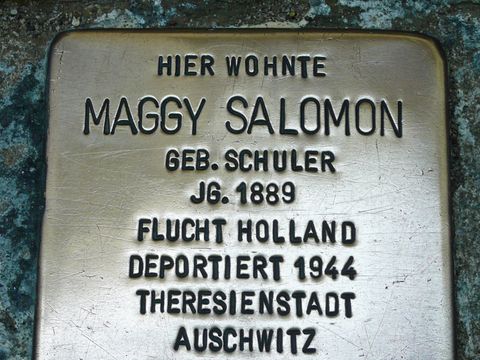 HIER WOHNTE
MAGGY SALOMON
GEB. SCHULER
JG. 1889
FLUCHT HOLLAND
DEPORTIERT 1944
THERESIENSTADT
AUSCHWITZ